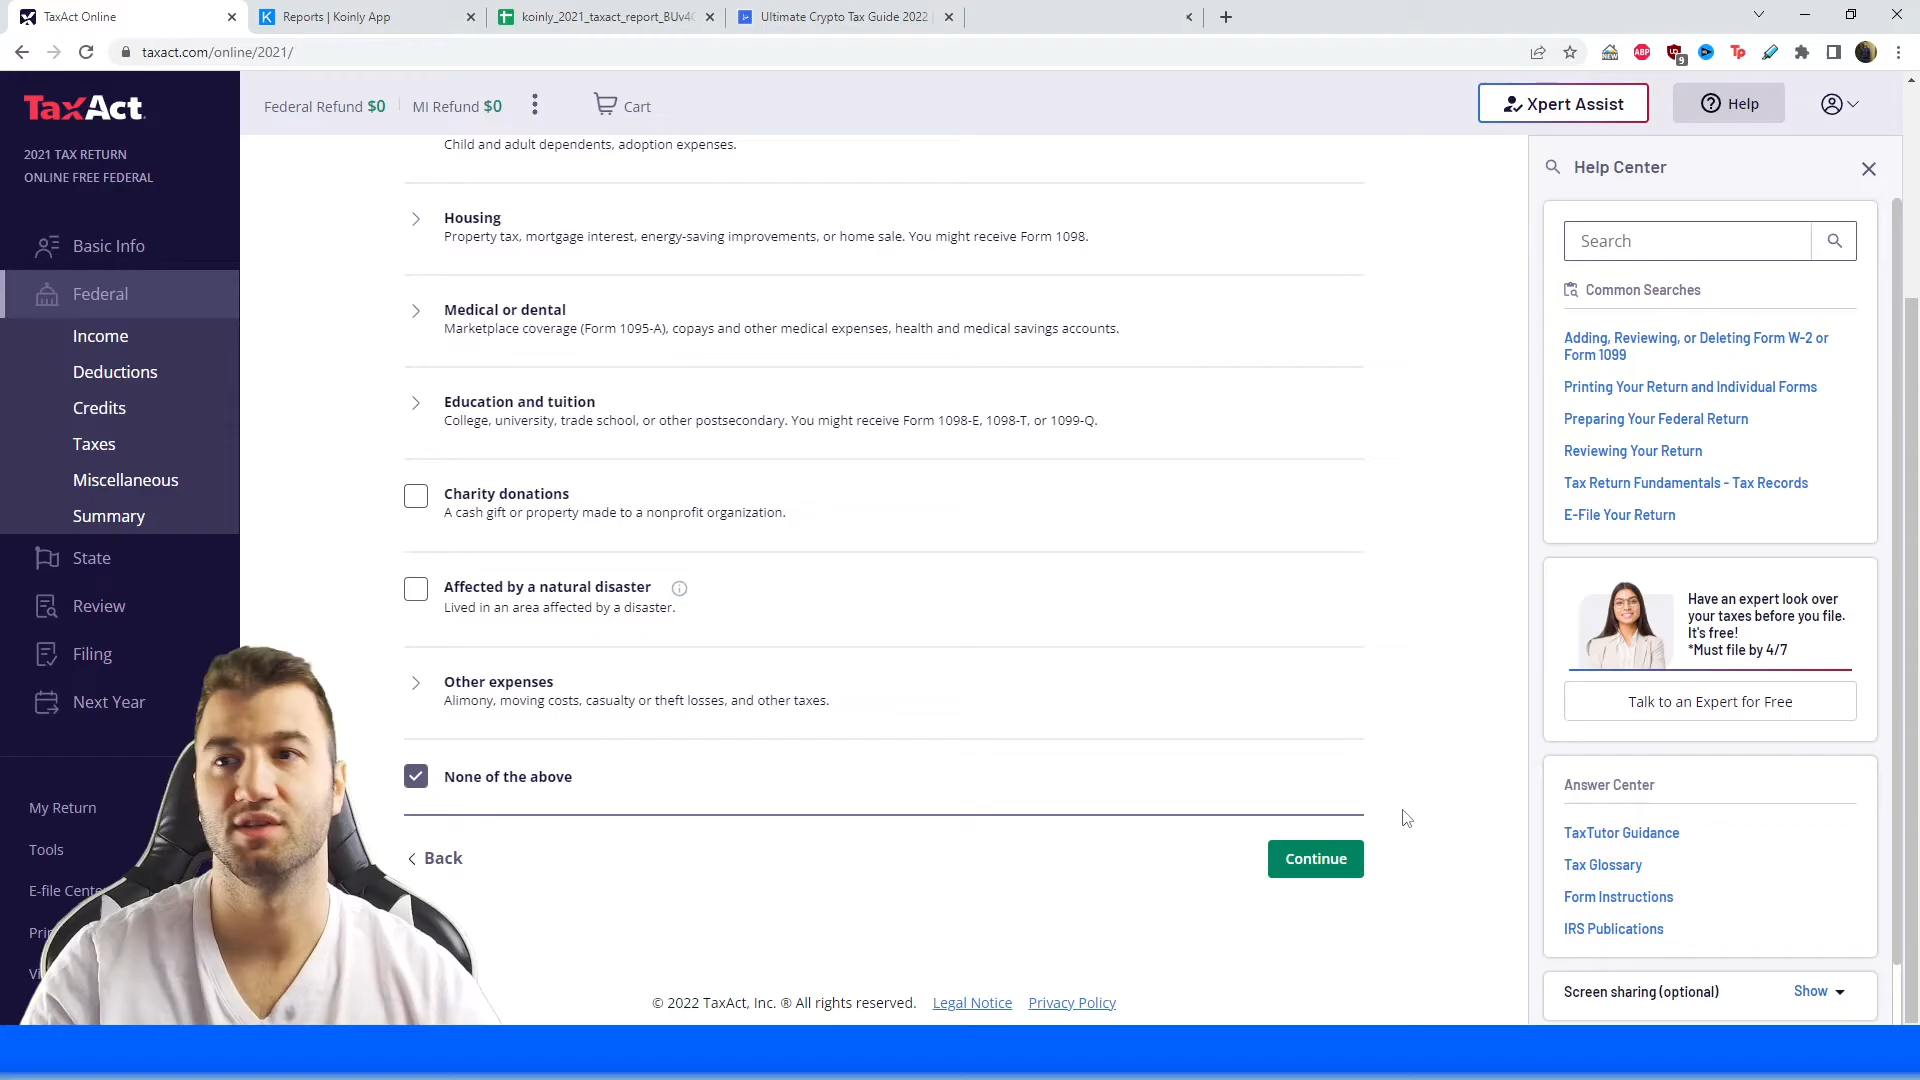 TaxAct Online
Reports | Koinly App
koinly_2021_taxact_report_BUv4
Ultimate Crypto Tax Guide 2022
taxact.com/online/2021/
NEW
ABP
9
Tp
TaxAct.
2021 TAX RETURN
ONLINE FREE FEDERAL
Basic Info
Federal
Income
Deductions
Credits
Taxes
Miscellaneous
Summary
State
Review
Filing
Next Year
My Return
Tools
E-file Cente
Pri
Vi
Federal Refund $0
MI Refund $0
Cart
Xpert Assist
Help
Child and adult dependents, adoption expenses.
Housing
Property tax, mortgage interest, energy-saving improvements, or home sale. You might receive Form 1098.
Medical or dental
Marketplace coverage (Form 1095-A), copays and other medical expenses, health and medical savings accounts.
Education and tuition
College, university, trade school, or other postsecondary. You might receive Form 1098-E, 1098-T, or 1099-Q.
Charity donations
A cash gift or property made to a nonprofit organization.
Affected by a natural disaster
Lived in an area affected by a disaster.
Other expenses
Alimony, moving costs, casualty or theft losses, and other taxes.
None of the above
Back
Continue
© 2022 TaxAct, Inc. ® All rights reserved. Legal Notice Privacy Policy
Help Center
Search
Common Searches
Adding, Reviewing, or Deleting Form W-2 or
Form 1099
Printing Your Return and Individual Forms
Preparing Your Federal Return
Reviewing Your Return
Tax Return Fundamentals - Tax Records
E-File Your Return
Have an expert look over
your taxes before you file.
It's free!
*Must file by 4/7
Talk to an Expert for Free
Answer Center
TaxTutor Guidance
Tax Glossary
Form Instructions
IRS Publications
Screen sharing (optional)
Show